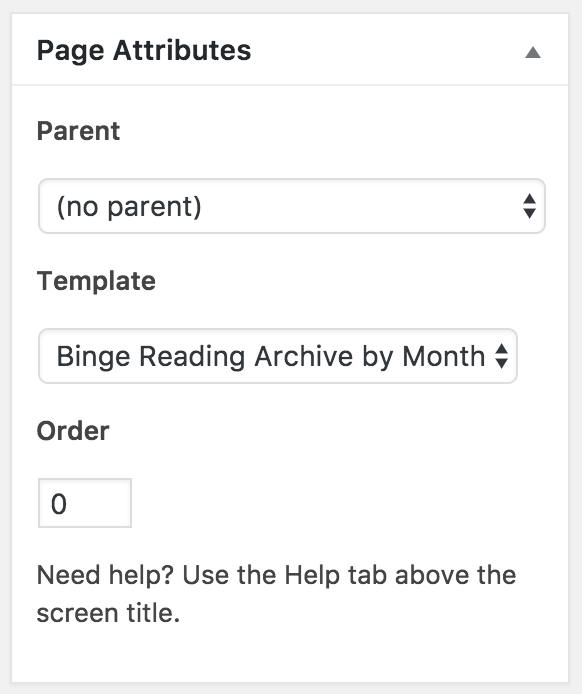 Page Attributes
Parent
(no parent)
Template
Binge Reading Archive by Month
Order
0
Need help? Use the Help tab above the
screen title.